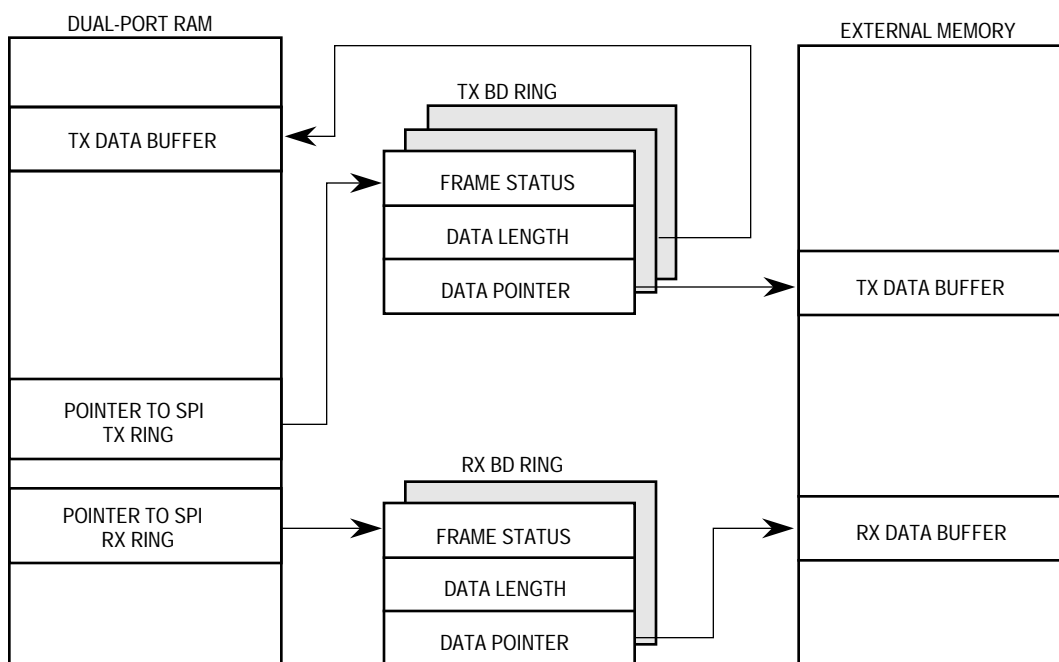 DUAL-PORT RAM
EXTERNAL MEMORY
TX BD RING
TX DATA BUFFER
FRAME STATUS
DATA LENGTH
DATA POINTER
TX DATA BUFFER
POINTER TO SPI
TX RING
RX BD RING
POINTER TO SPI
RX RING
FRAME STATUS
DATA LENGTH
DATA POINTER
RX DATA BUFFER